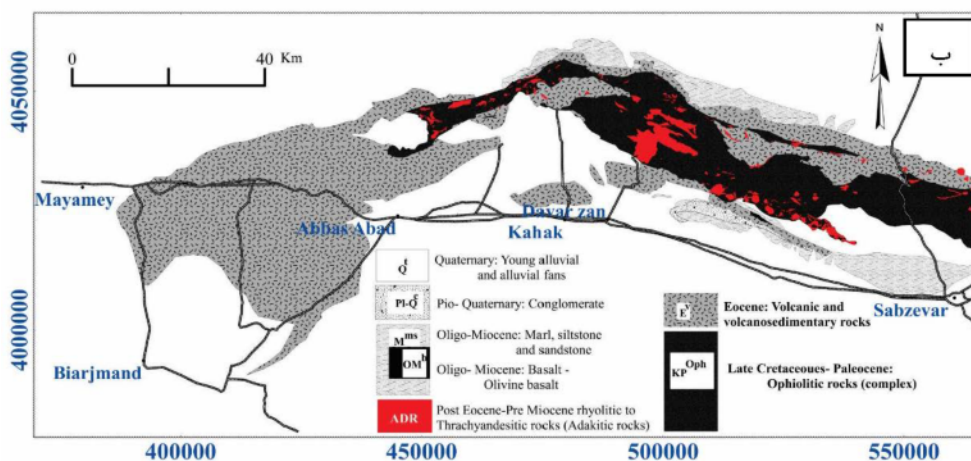 0
40
Km
N
ب
4050000
4000000
Mayamey
Abbas Abad
Davar zan
Kahak
Sabzevar
Biarjmand
Q t
Quaternary: Young alluvial
and alluvial fans
Pl-Q c
Pio- Quaternary: Conglomerate
M ms
Oligo-Miocene: Marl, siltstone
and sandstone
OM b
Oligo- Miocene: Basalt -
Olivine basalt
ADR
Post Eocene-Pre Miocene rhyolitic to
Thrachyandesitic rocks (Adakitic rocks)
E v
Eocene: Volcanic and
volcanosedimentary rocks
KP Oph
Late Cretaceoues- Paleocene:
Ophiolitic rocks (complex)
400000
450000
500000
550000